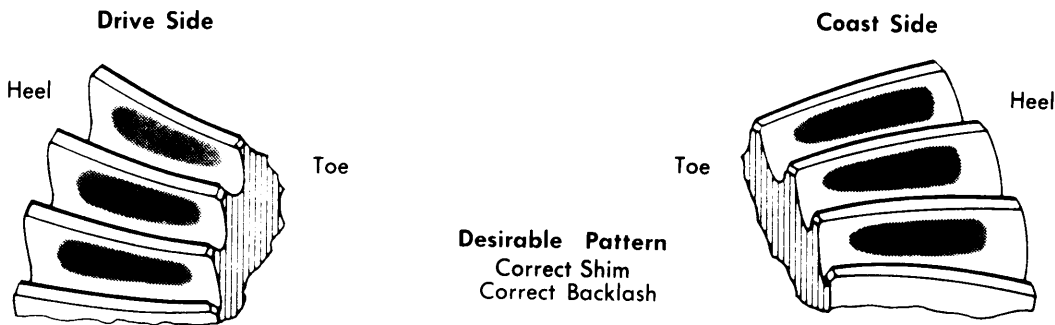 Drive Side
Coast Side
Heel
Heel
Toe
Toe
Desirable Pattern
Correct Shim
Correct Backlash